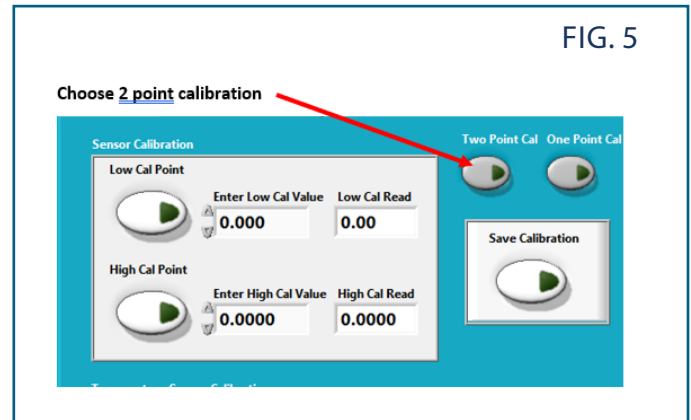 FIG. 5
Choose 2 point calibration
Sensor Calibration
Two Point Cal One Point Cal
Low Cal Point
Enter Low Cal Value Low Cal Read
0.000 0.00
Save Calibration
High Cal Point
Enter High Cal Value High Cal Read
0.0000 0.0000